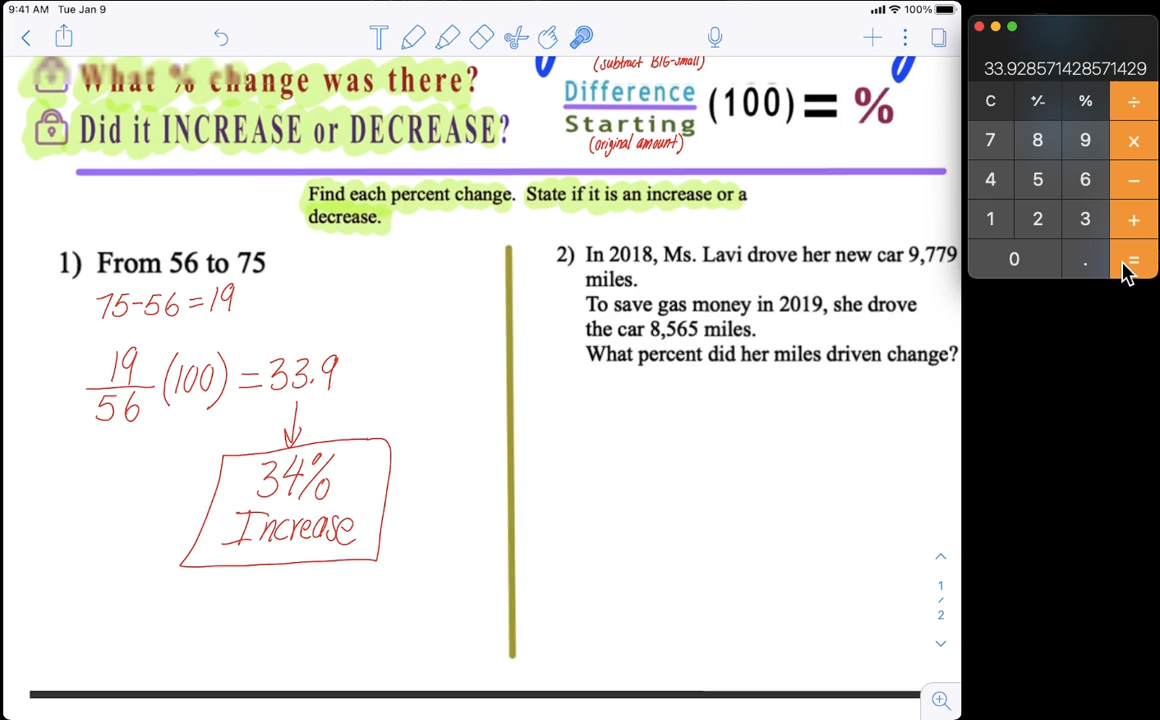 9:41 AM Tue Jan 9
100%
What % change was there?
Did it INCREASE or DECREASE?
(subtract BIG-small)
Difference
Starting
(100) = %
(original amount)
Find each percent change. State if it is an increase or a
decrease.
1) From 56 to 75
75-56=19
19
56
(100) = 33.9
34%
Increase
2) In 2018, Ms. Lavi drove her new car 9,779
miles.
To save gas money in 2019, she drove
the car 8,565 miles.
What percent did her miles driven change?
1
/
2
33.928571428571429
C +/- % ÷
7 8 9 ×
4 5 6 −
1 2 3 +
0 . =